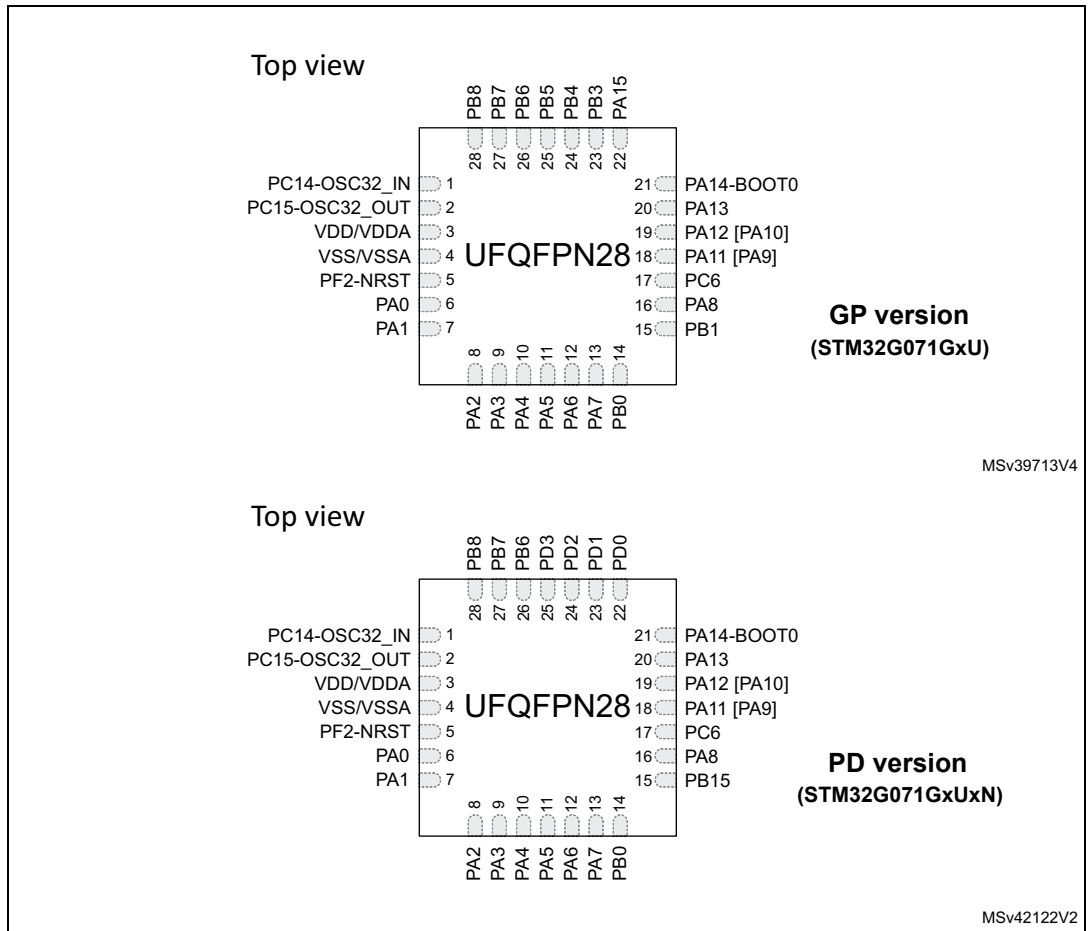 Top view
PB8 PB7 PB6 PB5 PB4 PB3 PA15
28 27 26 25 24 23 22
PC14-OSC32_IN 1 21 PA14-BOOT0
PC15-OSC32_OUT 2 20 PA13
VDD/VDDA 3 19 PA12 [PA10]
VSS/VSSA 4 UFQFPN28 18 PA11 [PA9]
PF2-NRST 5 17 PC6
PA0 6 16 PA8
PA1 7 15 PB1
8 9 10 11 12 13 14
PA2 PA3 PA4 PA5 PA6 PA7 PB0
GP version
(STM32G071GxU)
MSv39713V4
Top view
PB8 PB7 PB6 PD3 PD2 PD1 PD0
28 27 26 25 24 23 22
PC14-OSC32_IN 1 21 PA14-BOOT0
PC15-OSC32_OUT 2 20 PA13
VDD/VDDA 3 19 PA12 [PA10]
VSS/VSSA 4 UFQFPN28 18 PA11 [PA9]
PF2-NRST 5 17 PC6
PA0 6 16 PA8
PA1 7 15 PB15
8 9 10 11 12 13 14
PA2 PA3 PA4 PA5 PA6 PA7 PB0
PD version
(STM32G071GxUxN)
MSv42122V2